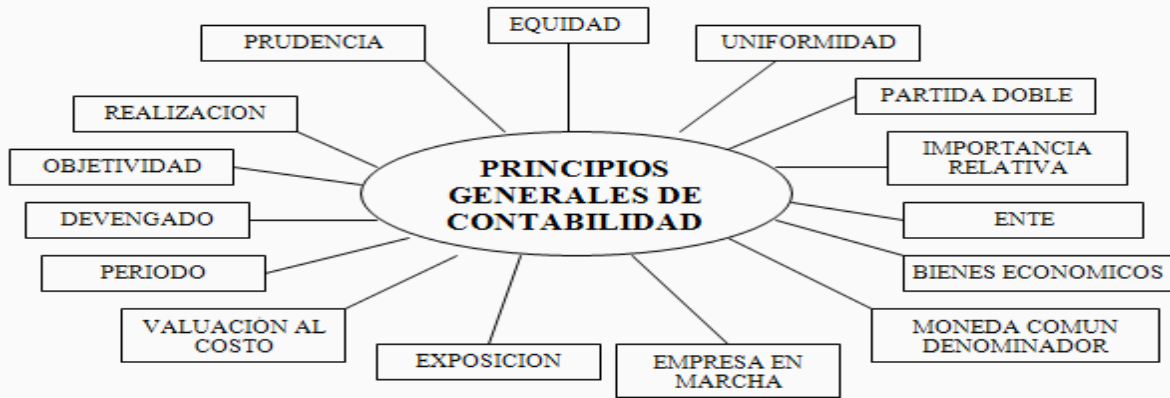 EQUIDAD
PRUDENCIA
UNIFORMIDAD
PARTIDA DOBLE
REALIZACION
IMPORTANCIA
RELATIVA
OBJETIVIDAD
PRINCIPIOS
GENERALES DE
CONTABILIDAD
DEVENGADO
ENTE
PERIODO
BIENES ECONOMICOS
VALUACIÓN AL
COSTO
MONEDA COMUN
DENOMINADOR
EXPOSICION
EMPRESA EN
MARCHA